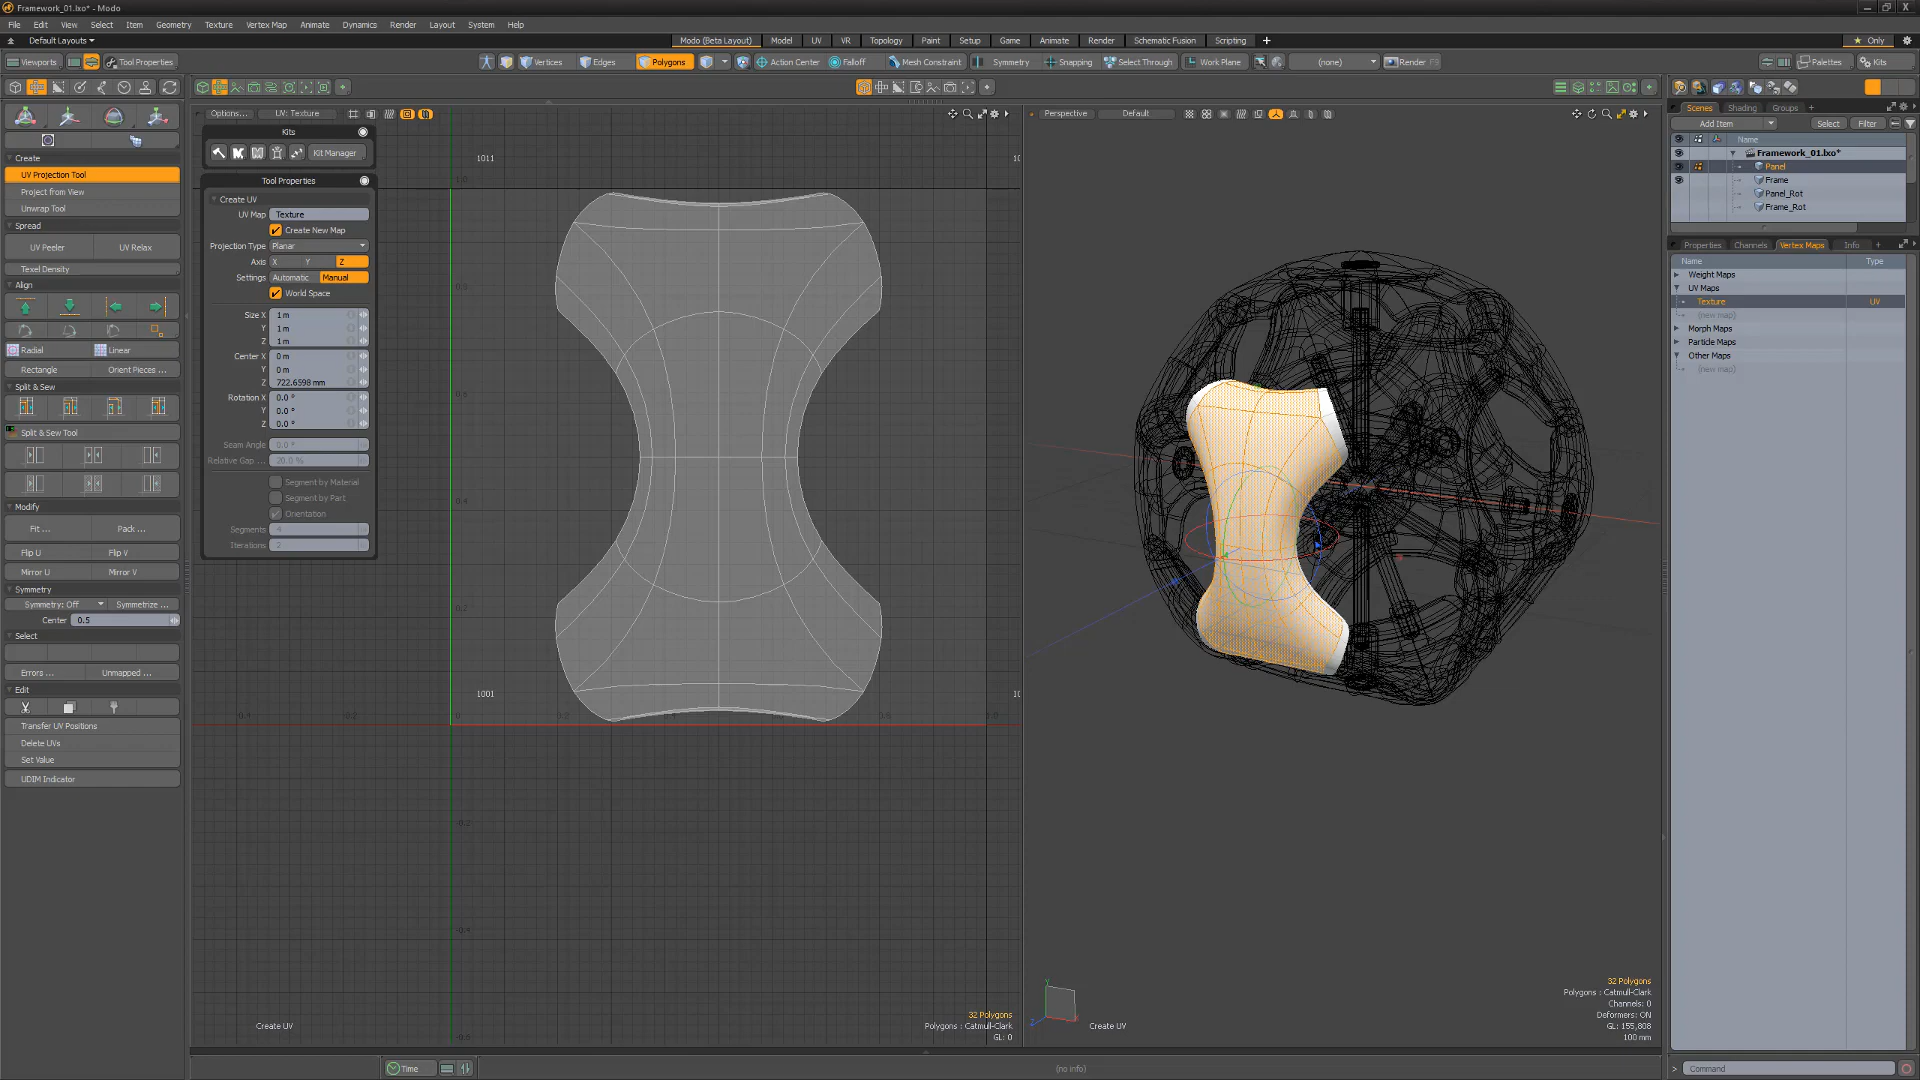 Framework_01.lxo* - Modo
File Edit View Select Item Geometry Texture Vertex Map Animate Dynamics Render Layout System Help
Default Layouts Modo (Beta Layout) Model UV VR Topology Paint Setup Game Animate Render Schematic Fusion Scripting + Only
Viewports Tool Properties Vertices Edges Polygons Action Center Falloff Mesh Constraint Symmetry Snapping Select Through Work Plane (none) Render F9 Palettes Kits
Create
UV Projection Tool
Project from View
Unwrap Tool
Spread
UV Peeler UV Relax
Texel Density
Align
Radial Linear
Rectangle Orient Pieces ...
Split & Sew
Split & Sew Tool
Modify
Fit ... Pack ...
Flip U Flip V
Mirror U Mirror V
Symmetry
Symmetry: Off Symmetrize ...
Center 0.5
Select
Errors ... Unmapped ...
Edit
Transfer UV Positions
Delete UVs
Set Value
UDIM Indicator
Options... UV: Texture
Kits
Kit Manager
Tool Properties
Create UV
UV Map Texture
Create New Map
Projection Type Planar
Axis X Y Z
Settings Automatic Manual
World Space
Size X 1 m
Y 1 m
Z 1 m
Center X 0 m
Y 0 m
Z 722.6598 mm
Rotation X 0.0 °
Y 0.0 °
Z 0.0 °
Seam Angle 0.0 °
Relative Gap ... 20.0 %
Segment by Material
Segment by Part
Orientation
Segments 4
Iterations 2
1011
1001
Create UV
32 Polygons
Polygons : Catmull-Clark
GL: 0
Perspective Default
Create UV
32 Polygons
Polygons : Catmull-Clark
Channels: 0
Deformers: ON
GL: 155,808
100 mm
Scenes Shading Groups +
Add Item Select Filter
Name
Framework_01.lxo*
Panel
Frame
Panel_Rot
Frame_Rot
Properties Channels Vertex Maps Info +
Name Type
Weight Maps
UV Maps
Texture UV
(new map)
Morph Maps
Particle Maps
Other Maps
(new map)
Time (no info) Command